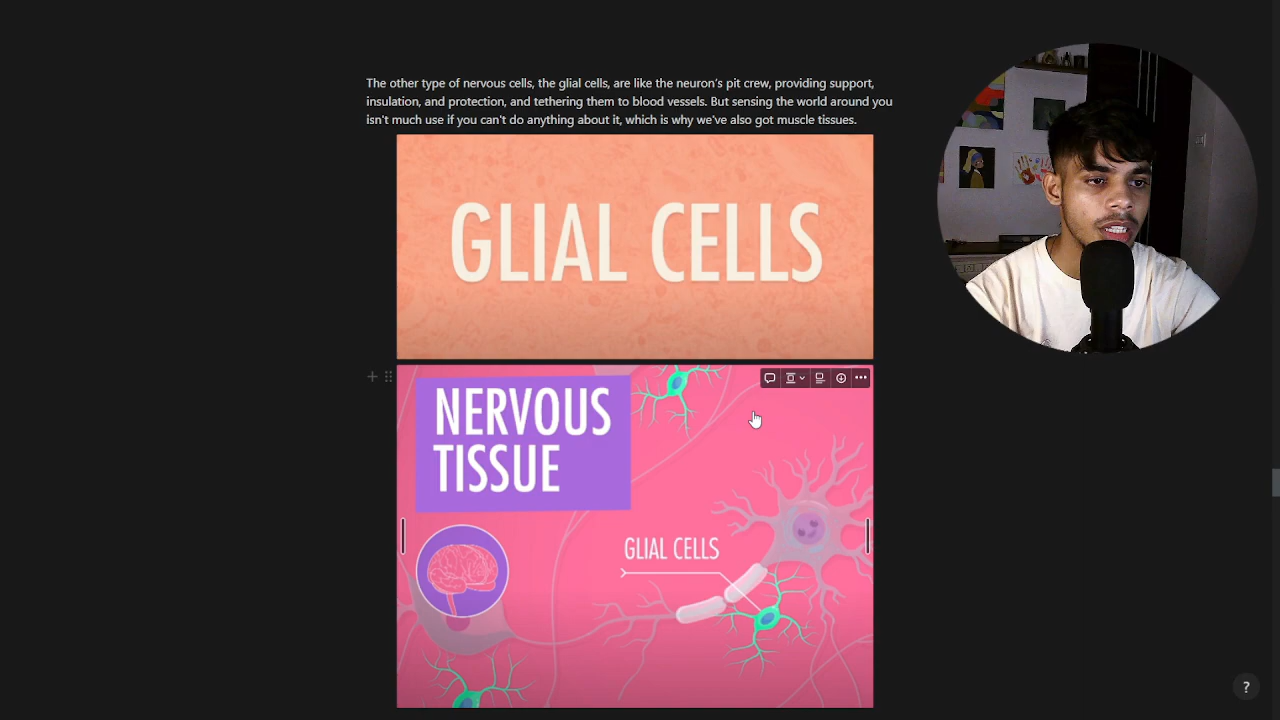 The other type of nervous cells, the glial cells, are like the neuron's pit crew, providing support,
insulation, and protection, and tethering them to blood vessels. But sensing the world around you
isn't much use if you can't do anything about it, which is why we've also got muscle tissues.
GLIAL CELLS
NERVOUS
TISSUE
GLIAL CELLS
?